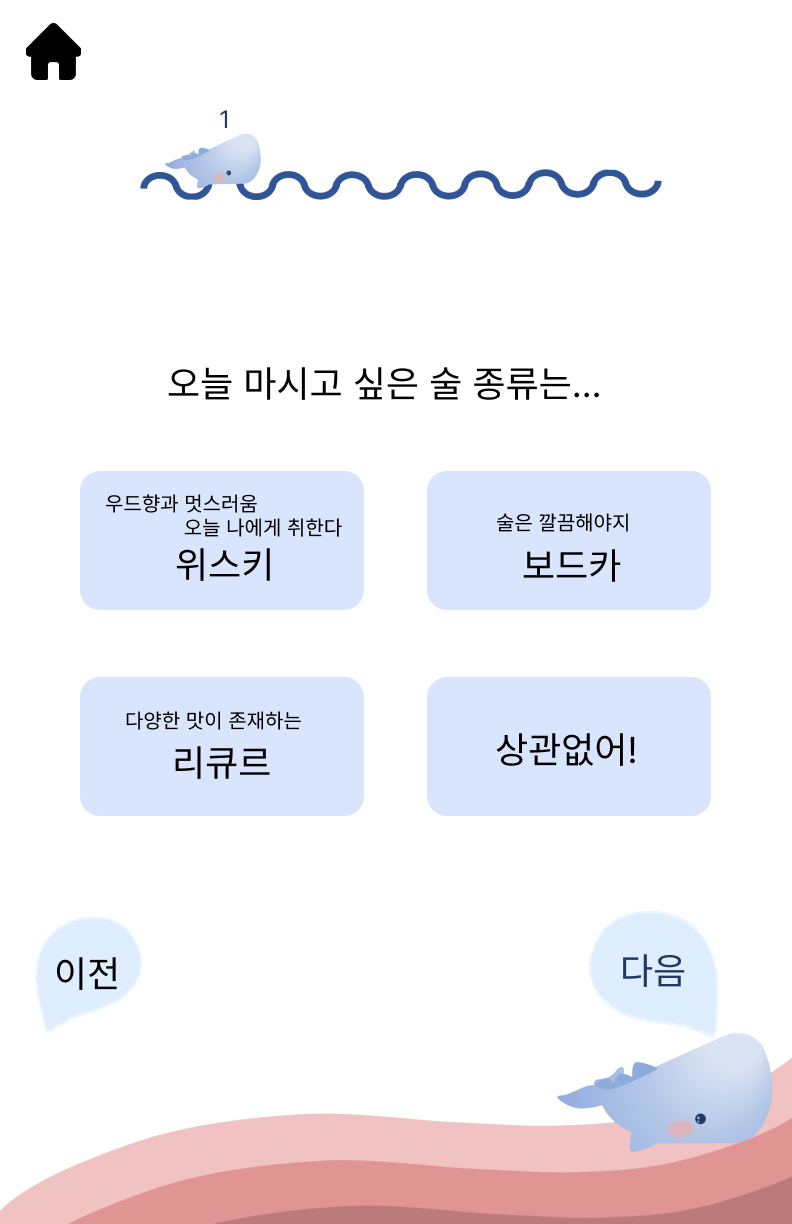 1
오늘 마시고 싶은 술 종류는...
우드향과 멋스러움
오늘 나에게 취한다
위스키
술은 깔끔해야지
보드카
다양한 맛이 존재하는
리큐르
상관없어!
이전
다음